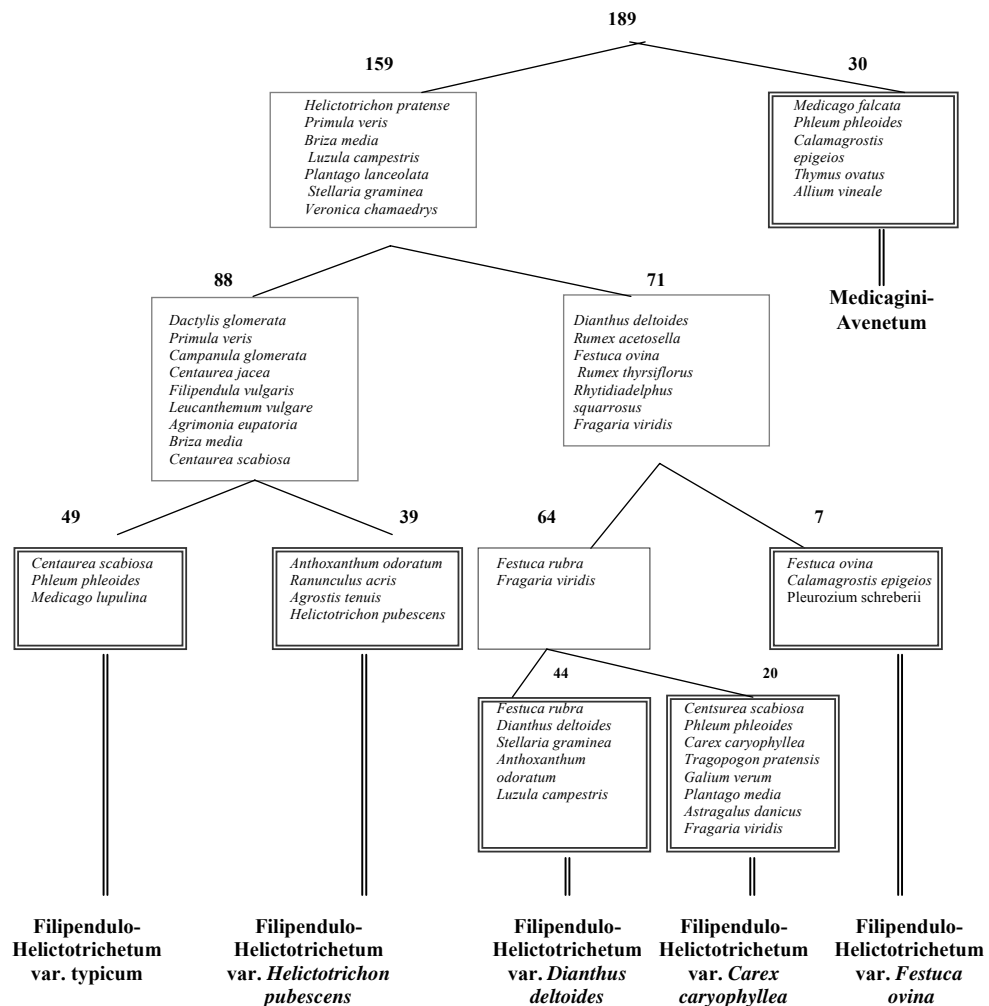 189
159
30
Helictotrichon pratense
Primula veris
Briza media
Luzula campestris
Plantago lanceolata
Stellaria graminea
Veronica chamaedrys
Medicago falcata
Phleum phleoides
Calamagrostis
epigeios
Thymus ovatus
Allium vineale
Medicagini-
Avenetum
88
71
Dactylis glomerata
Primula veris
Campanula glomerata
Centaurea jacea
Filipendula vulgaris
Leucanthemum vulgare
Agrimonia eupatoria
Briza media
Centaurea scabiosa
Dianthus deltoides
Rumex acetosella
Festuca ovina
Rumex thyrsiflorus
Rhytidiadelphus
squarrosus
Fragaria viridis
49
39
64
7
Centaurea scabiosa
Phleum phleoides
Medicago lupulina
Anthoxanthum odoratum
Ranunculus acris
Agrostis tenuis
Helictotrichon pubescens
Festuca rubra
Fragaria viridis
Festuca ovina
Calamagrostis epigeios
Pleurozium schreberii
44
20
Festuca rubra
Dianthus deltoides
Stellaria graminea
Anthoxanthum
odoratum
Luzula campestris
Centsurea scabiosa
Phleum phleoides
Carex caryophyllea
Tragopogon pratensis
Galium verum
Plantago media
Astragalus danicus
Fragaria viridis
Filipendulo-
Helictotrichetum
var. typicum
Filipendulo-
Helictotrichetum
var. Helictotrichon
pubescens
Filipendulo-
Helictotrichetum
var. Dianthus
deltoides
Filipendulo-
Helictotrichetum
var. Carex
caryophyllea
Filipendulo-
Helictotrichetum
var. Festuca
ovina